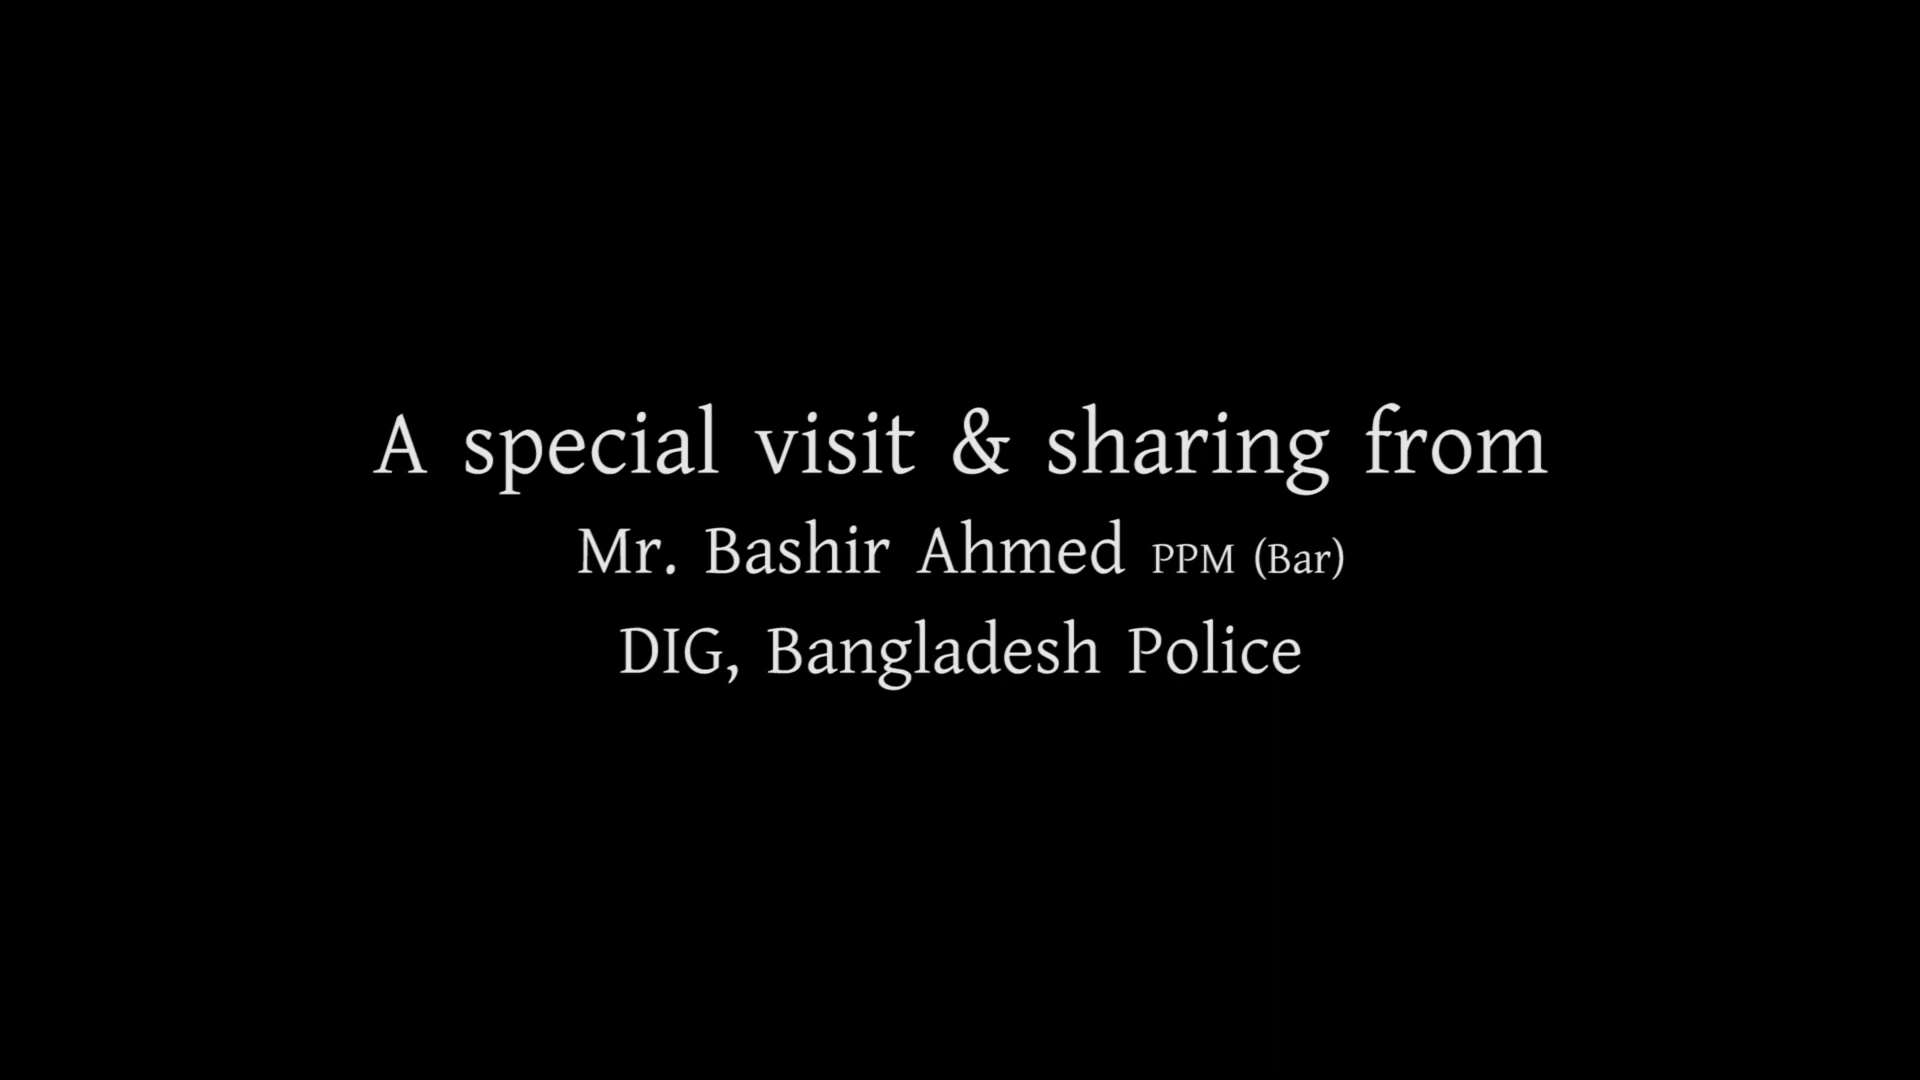 A special visit & sharing from
Mr. Bashir Ahmed PPM (Bar)
DIG, Bangladesh Police